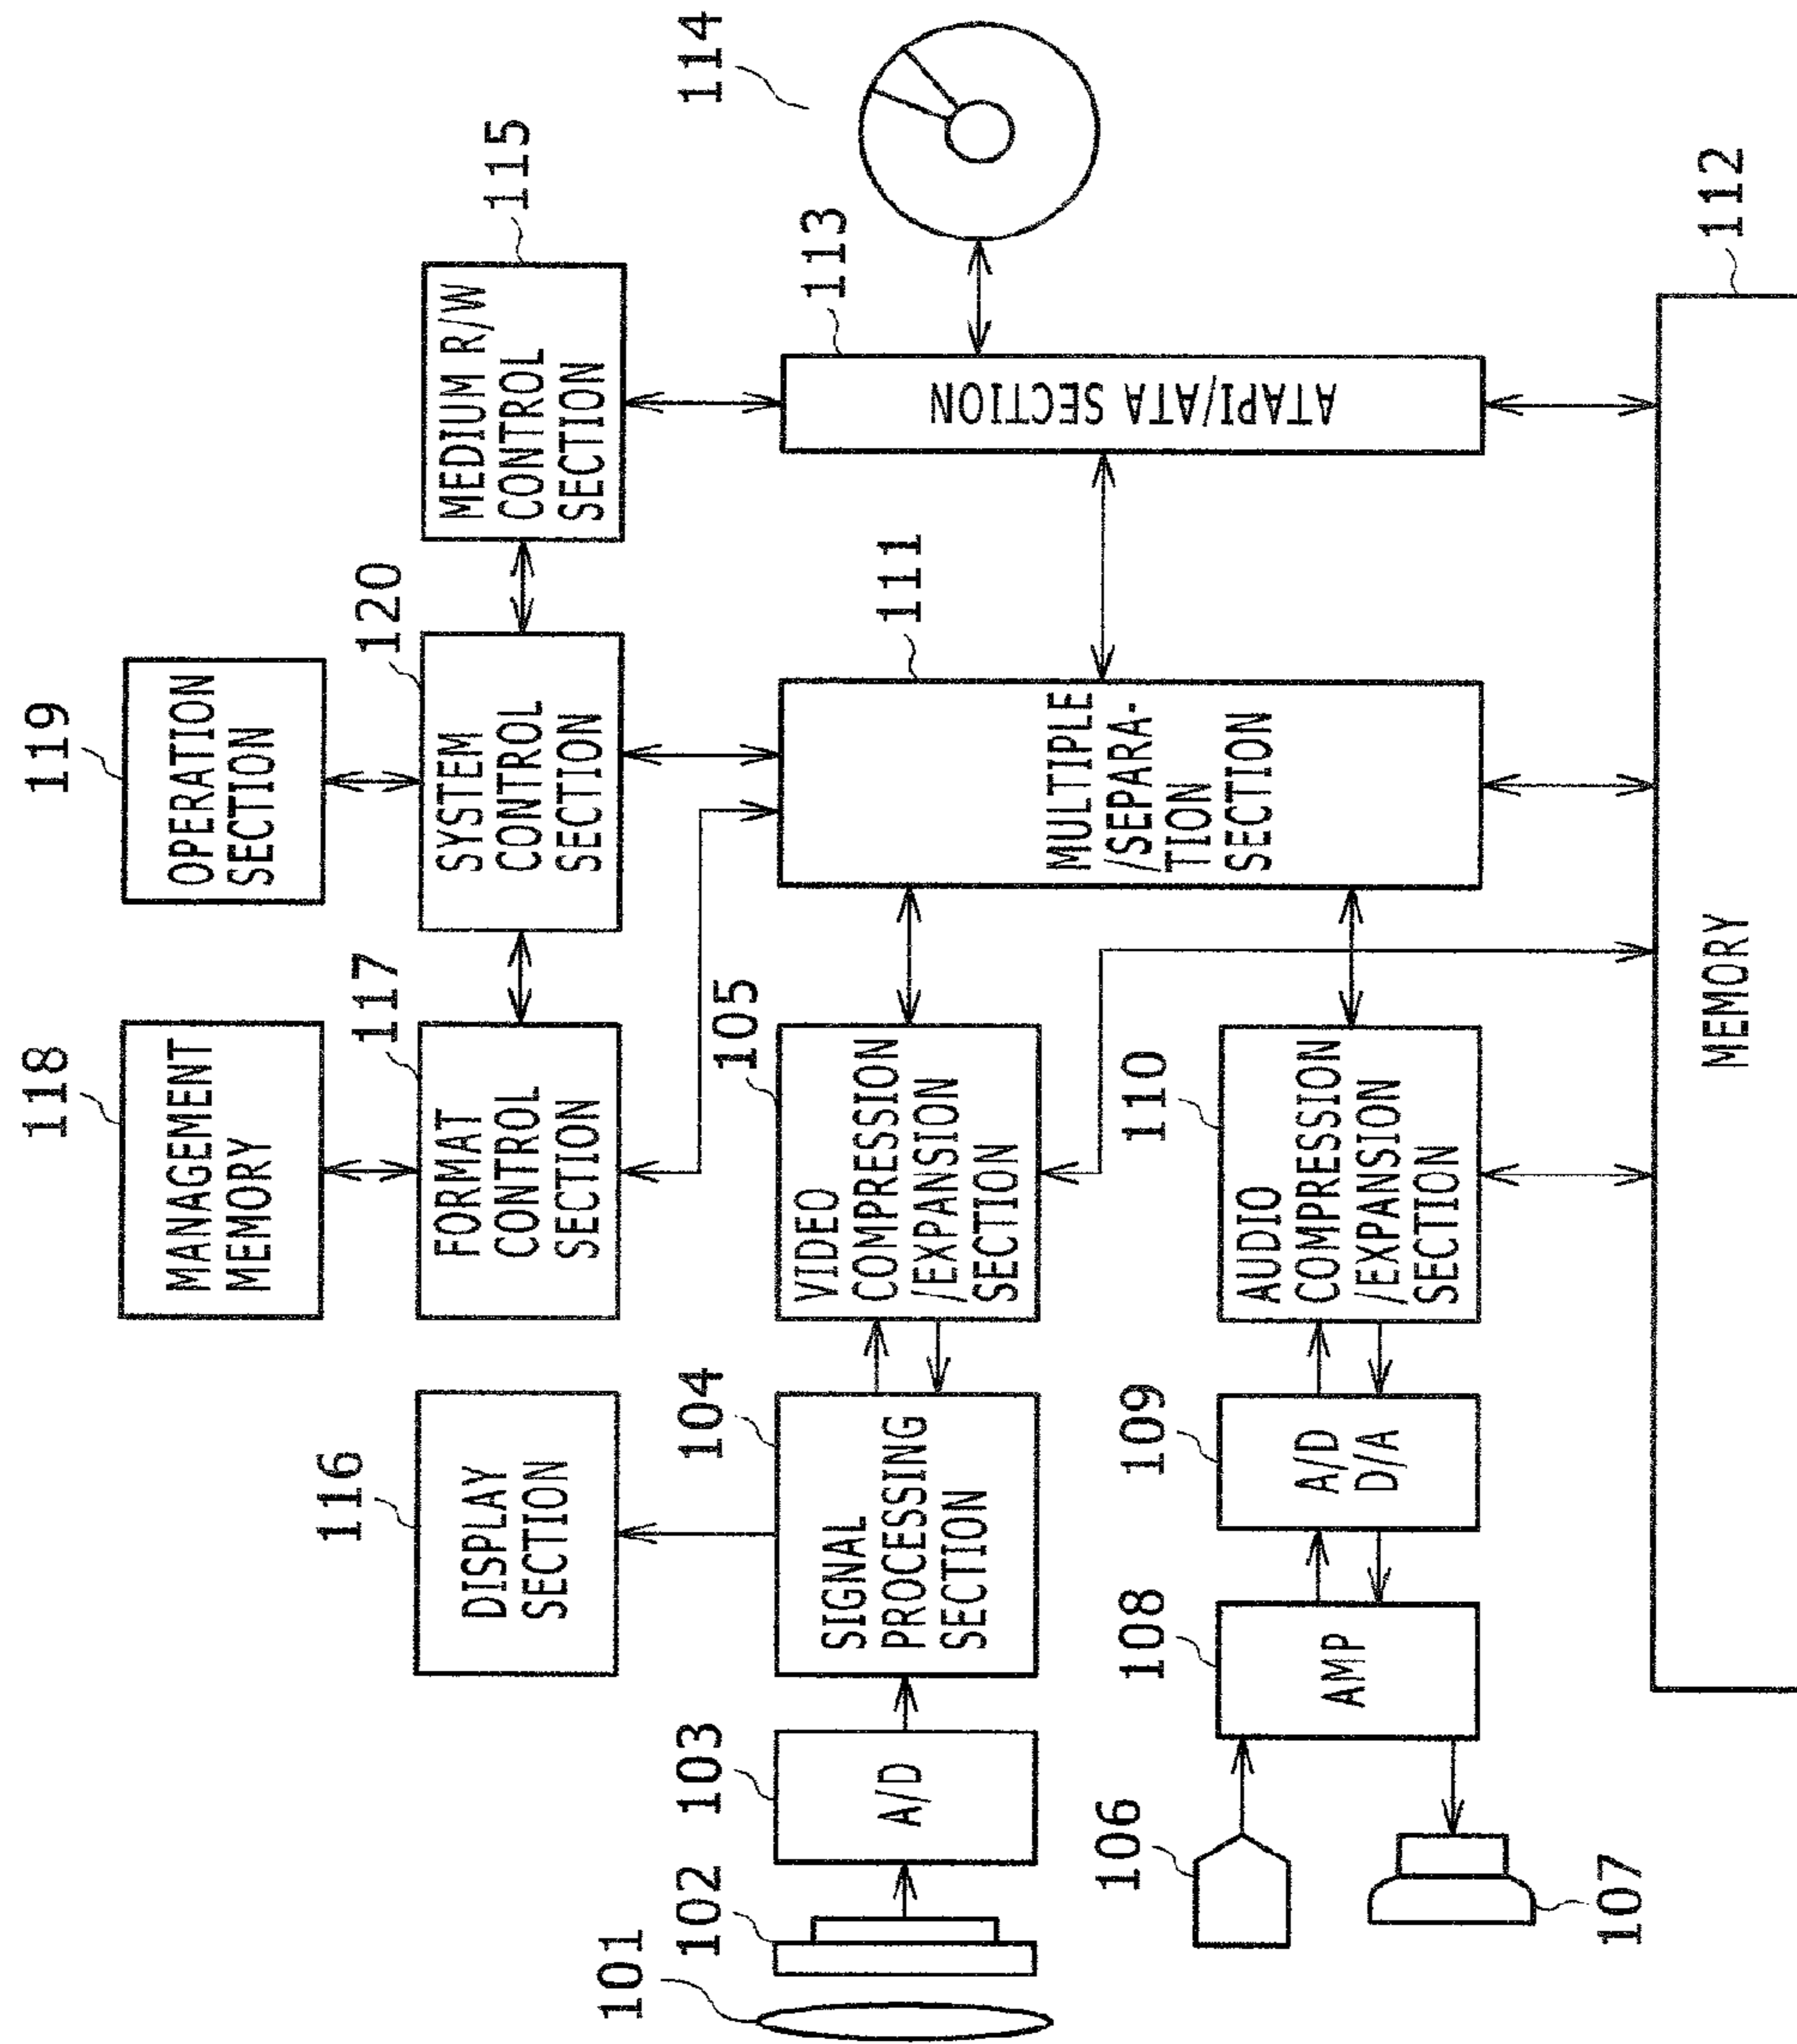 118
119
MANAGEMENT
MEMORY
OPERATION
SECTION
116
117
120
115
DISPLAY
SECTION
FORMAT
CONTROL
SECTION
SYSTEM
CONTROL
SECTION
MEDIUM R/W
CONTROL
SECTION
101
102
103
104
105
111
113
114
A/D
SIGNAL
PROCESSING
SECTION
VIDEO
COMPRESSION
/EXPANSION
SECTION
MULTIPLE
/SEPARA-
TION
SECTION
ATAPI/ATA SECTION
106
108
109
110
AMP
A/D
D/A
AUDIO
COMPRESSION
/EXPANSION
SECTION
107
112
MEMORY